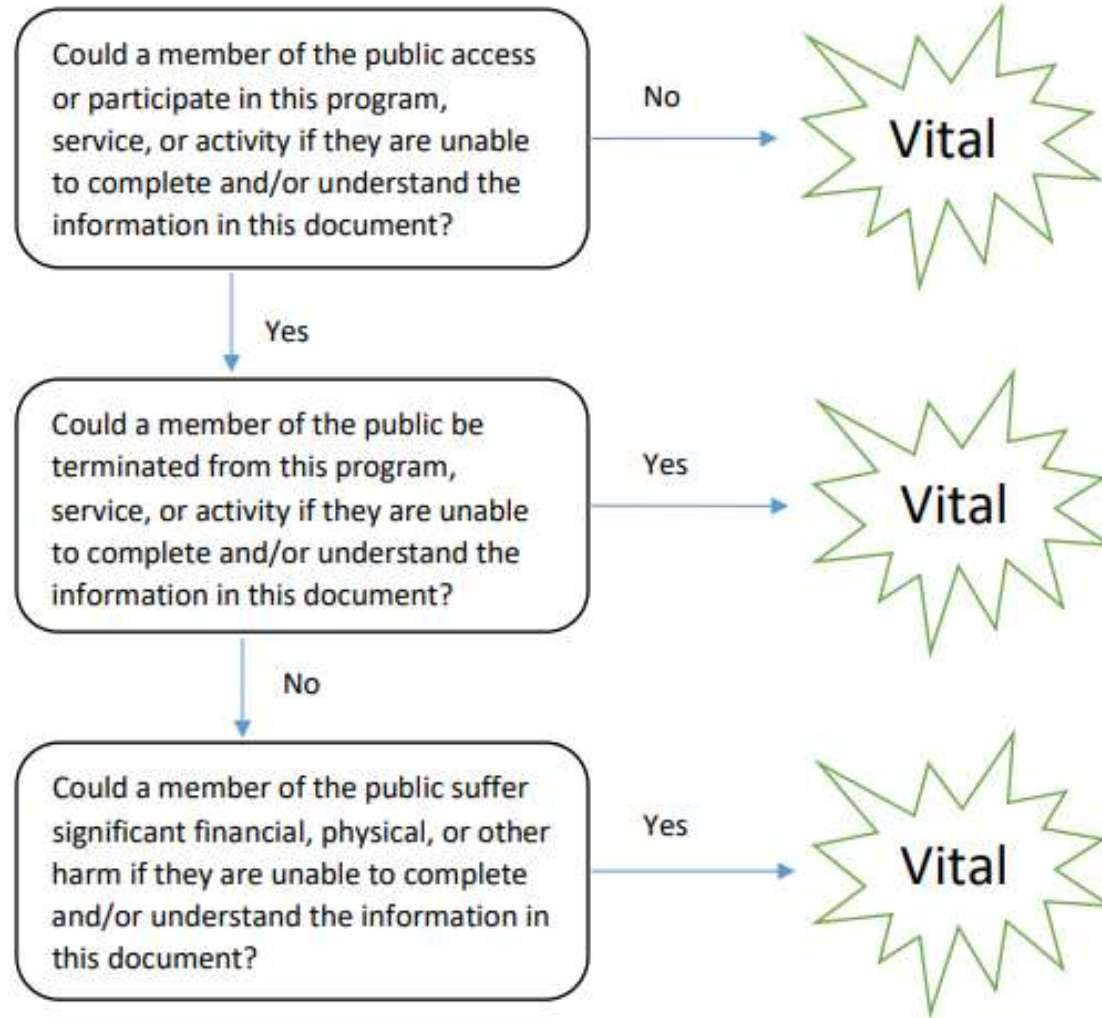 Could a member of the public access
or participate in this program,
service, or activity if they are unable
to complete and/or understand the
information in this document?
No
Vital
Yes
Could a member of the public be
terminated from this program,
service, or activity if they are unable
to complete and/or understand the
information in this document?
Yes
Vital
No
Could a member of the public suffer
significant financial, physical, or other
harm if they are unable to complete
and/or understand the information in
this document?
Yes
Vital